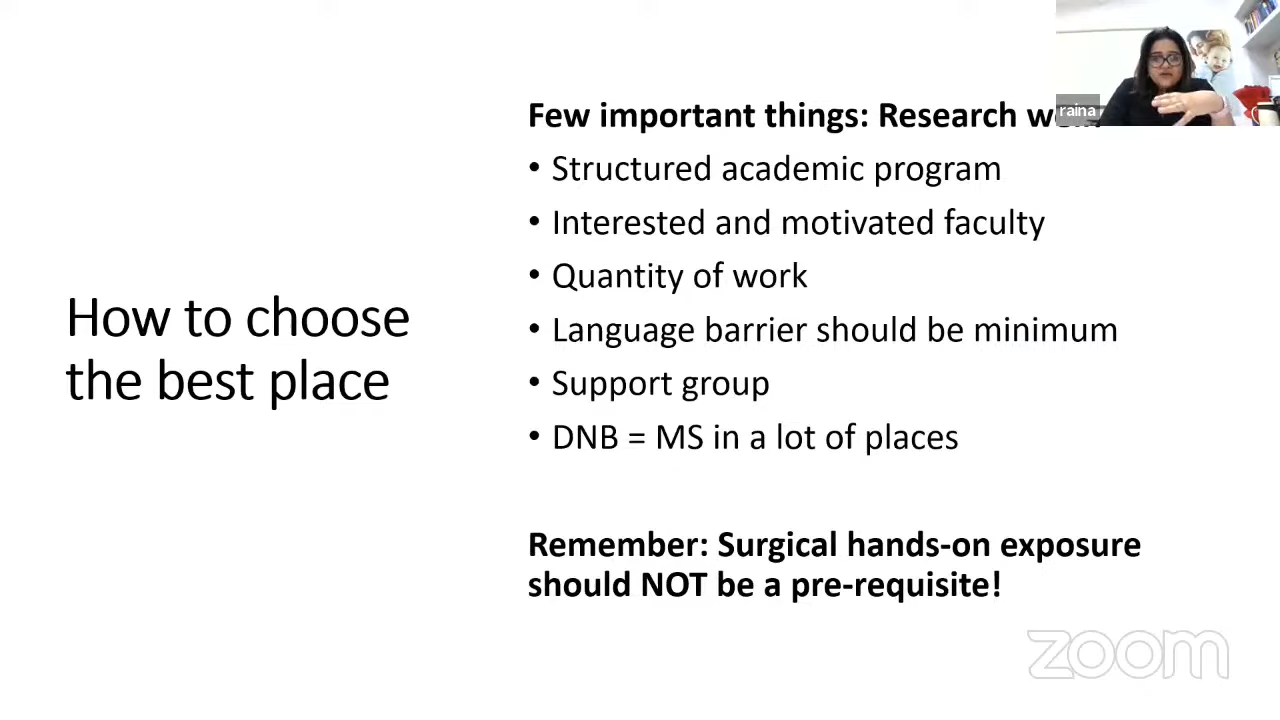 Few important things: Research
• Structured academic program
• Interested and motivated faculty
• Quantity of work
• Language barrier should be minimum
• Support group
• DNB = MS in a lot of places
How to choose
the best place
Remember: Surgical hands-on exposure
should NOT be a pre-requisite!
raina
zoom